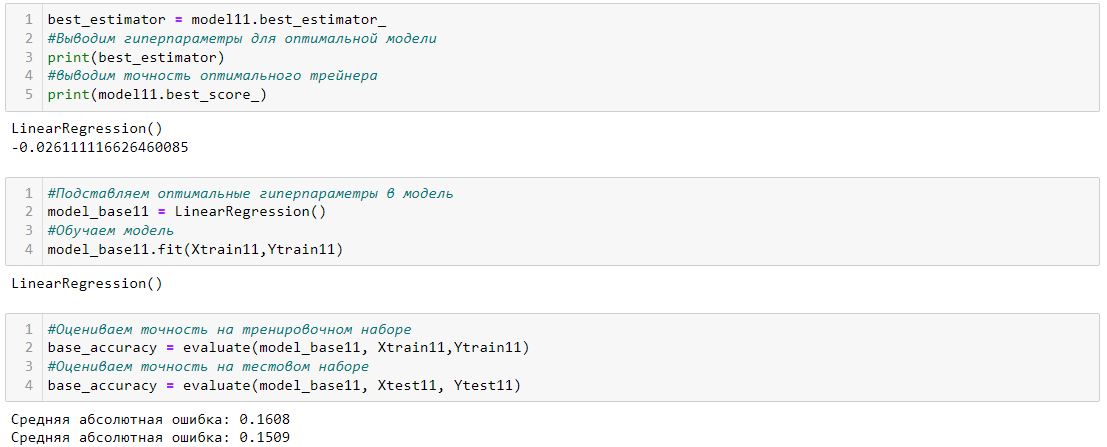 1 best_estimator = model11.best_estimator_
2 #Выводим гиперпараметры для оптимальной модели
3 print(best_estimator)
4 #выводим точность оптимального трейнера
5 print(model11.best_score_)
LinearRegression()
-0.026111116626460085
1 #Подставляем оптимальные гиперпараметры в модель
2 model_base11 = LinearRegression()
3 #Обучаем модель
4 model_base11.fit(Xtrain11,Ytrain11)
LinearRegression()
1 #Оцениваем точность на тренировочном наборе
2 base_accuracy = evaluate(model_base11, Xtrain11,Ytrain11)
3 #Оцениваем точность на тестовом наборе
4 base_accuracy = evaluate(model_base11, Xtest11, Ytest11)
Средняя абсолютная ошибка: 0.1608
Средняя абсолютная ошибка: 0.1509